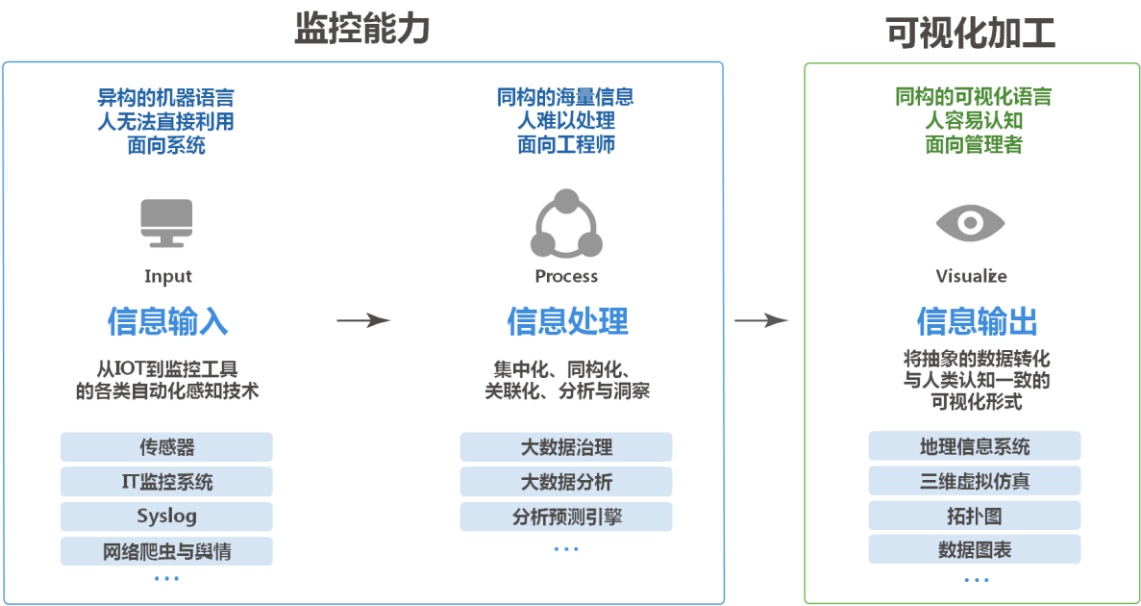 监控能力
可视化加工
异构的机器语言
人无法直接利用
面向系统
Input
信息输入
从IOT到监控工具
的各类自动化感知技术
传感器
IT监控系统
Syslog
网络爬虫与舆情
...
同构的海量信息
人难以处理
面向工程师
Process
信息处理
集中化、同构化、
关联化、分析与洞察
大数据治理
大数据分析
分析预测引擎
...
同构的可视化语言
人容易认知
面向管理者
Visualize
信息输出
将抽象的数据转化
与人类认知一致的
可视化形式
地理信息系统
三维虚拟仿真
拓扑图
数据图表
...